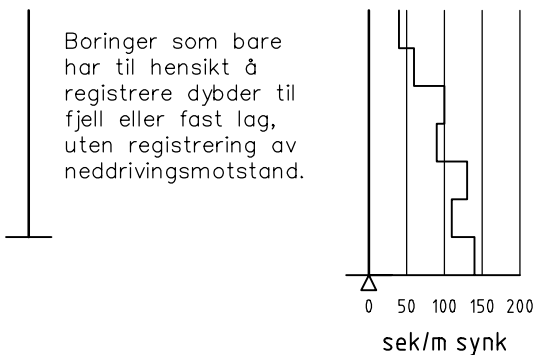 Boringer som bare
har til hensikt å
registrere dybder til
fjell eller fast lag,
uten registrering av
neddrivingsmotstand.
0 50 100 150 200
sek/m synk